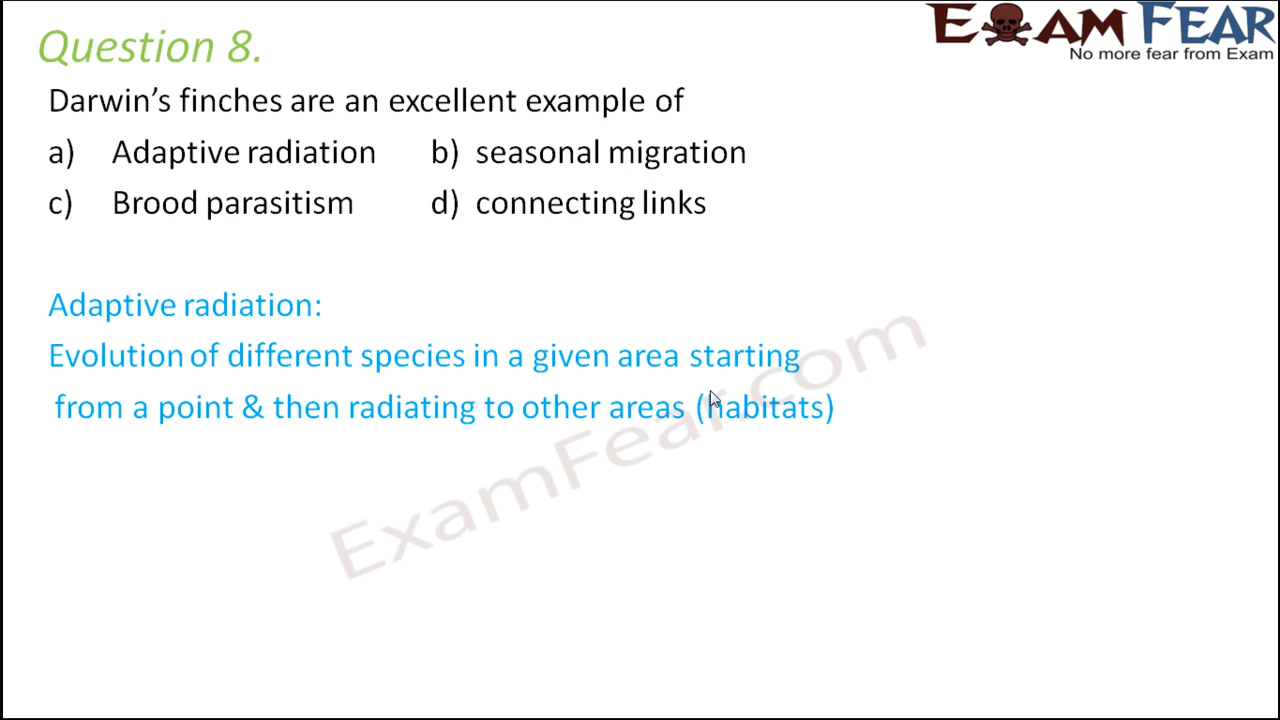 EXAM FEAR
No more fear from Exam
Question 8.
Darwin's finches are an excellent example of
a) Adaptive radiation b) seasonal migration
c) Brood parasitism d) connecting links
Adaptive radiation:
Evolution of different species in a given area starting
from a point & then radiating to other areas (habitats)
ExamFear.com